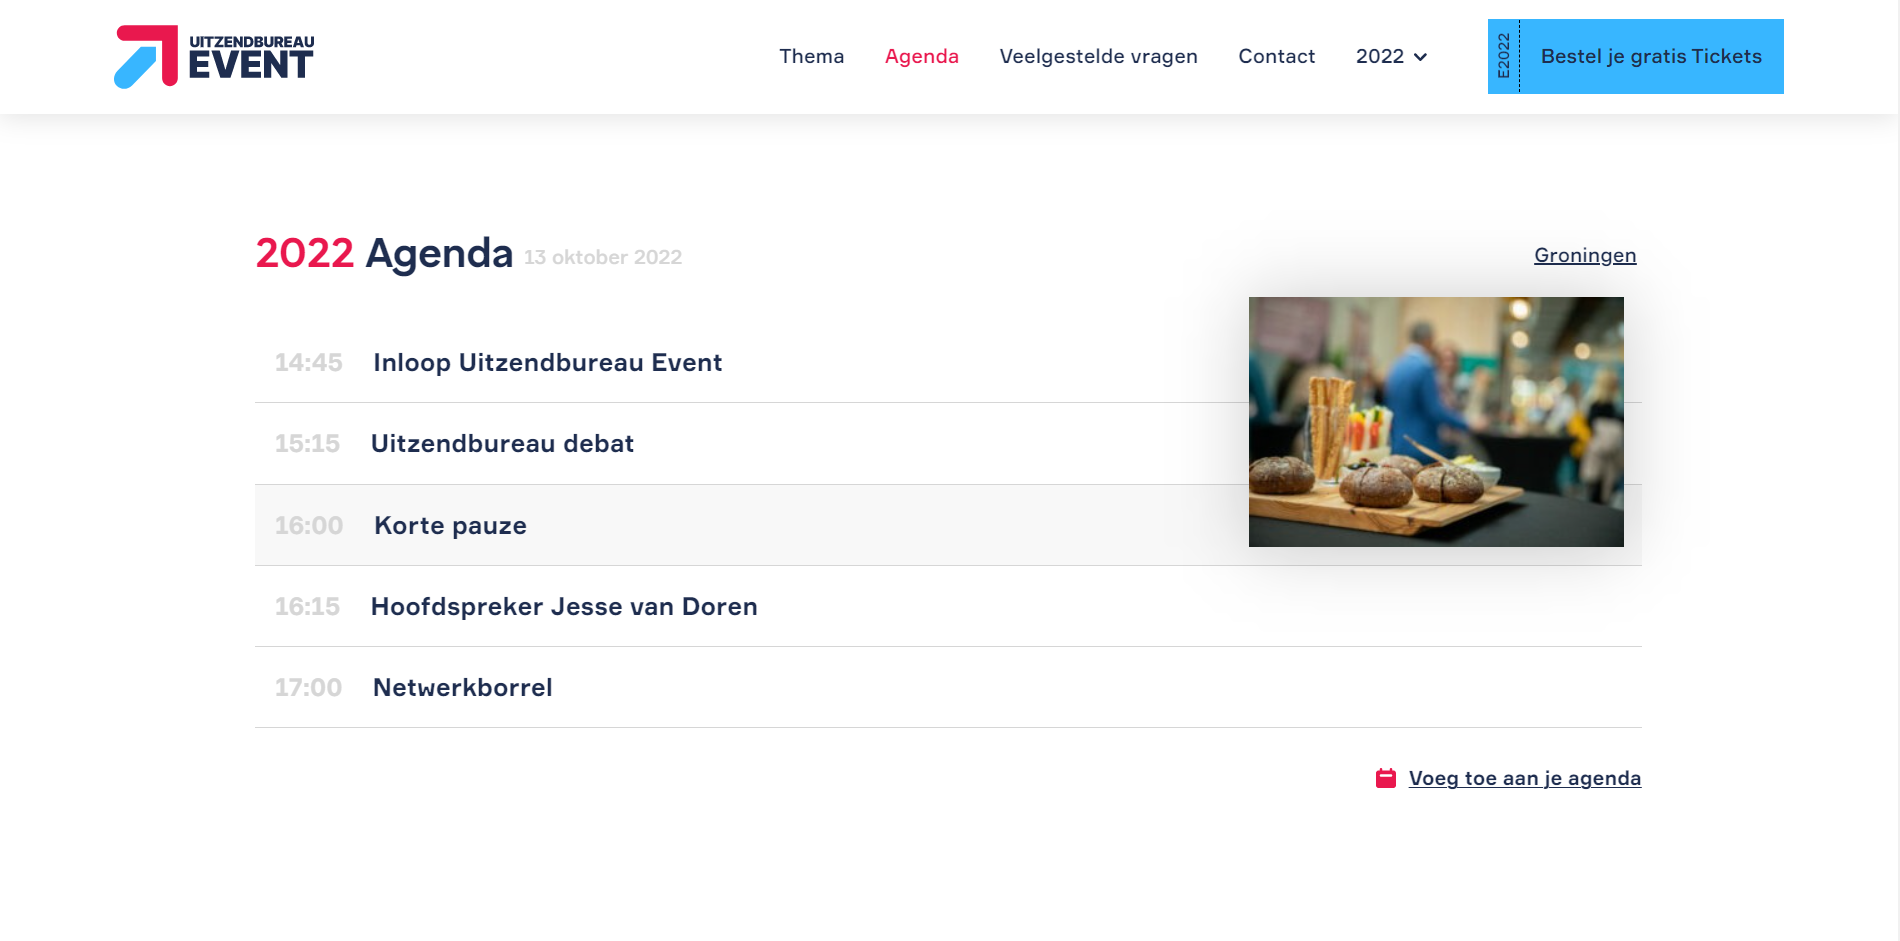 UITZENDBUREAU
EVENT
Thema
Agenda
Veelgestelde vragen
Contact
2022
E2022
Bestel je gratis Tickets
2022 Agenda 13 oktober 2022
Groningen
14:45 Inloop Uitzendbureau Event
15:15 Uitzendbureau debat
16:00 Korte pauze
16:15 Hoofdspreker Jesse van Doren
17:00 Netwerkborrel
Voeg toe aan je agenda